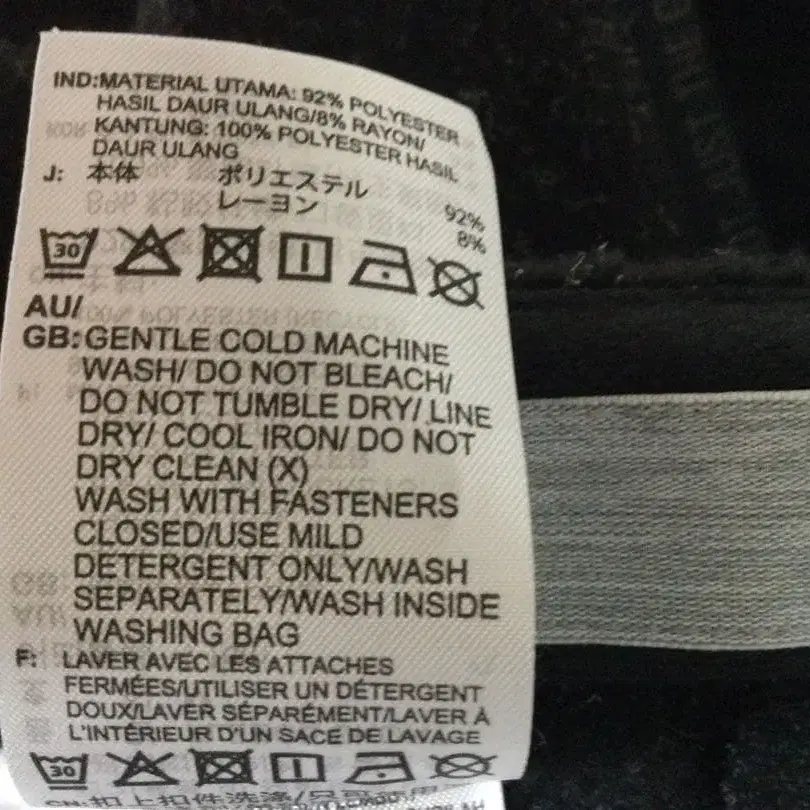 IND:MATERIAL UTAMA: 92% POLYESTER
HASIL DAUR ULANG/8% RAYON/
KANTUNG: 100% POLYESTER HASIL
DAUR ULANG
J: 本体 ポリエステル 92%
レーヨン 8%
30
AU/
GB:GENTLE COLD MACHINE
WASH/ DO NOT BLEACH/
DO NOT TUMBLE DRY/ LINE
DRY/ COOL IRON/ DO NOT
DRY CLEAN (X)
WASH WITH FASTENERS
CLOSED/USE MILD
DETERGENT ONLY/WASH
SEPARATELY/WASH INSIDE
WASHING BAG
F: LAVER AVEC LES ATTACHES
FERMÉES/UTILISER UN DÉTERGENT
DOUX/LAVER SÉPARÉMENT/LAVER À
L'INTÉRIEUR D'UN SACE DE LAVAGE
30